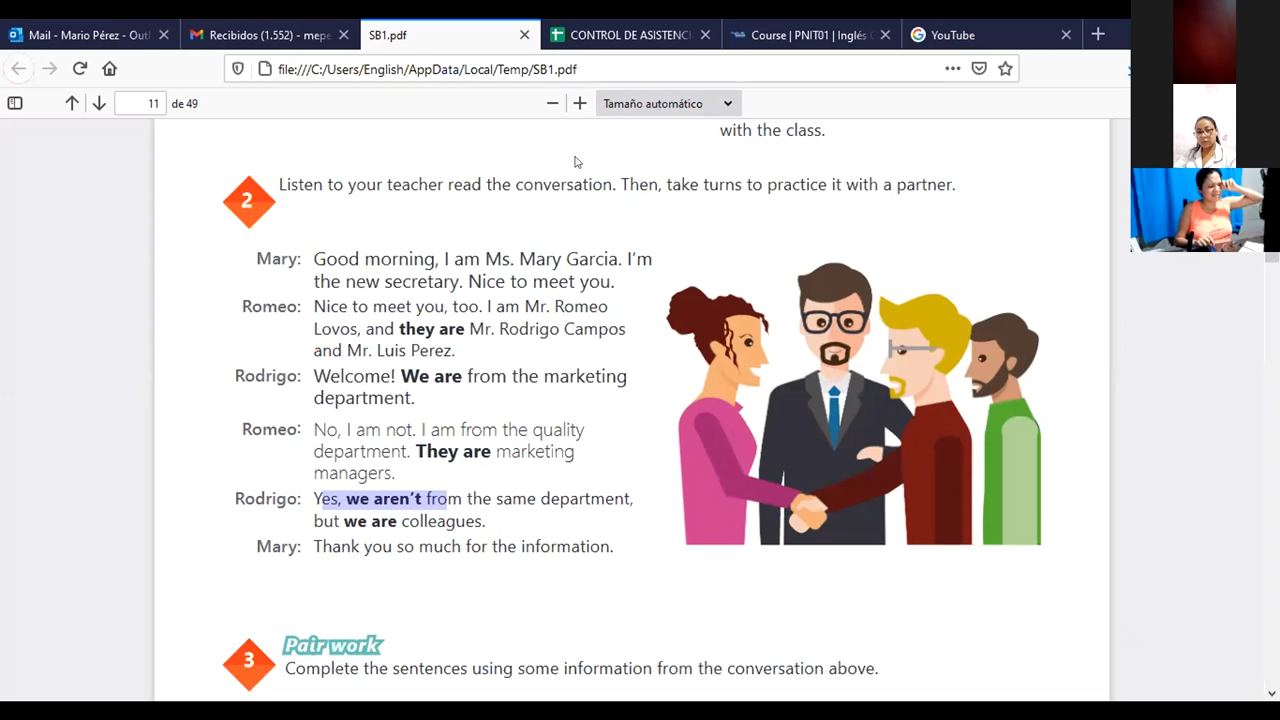 Mail - Mario Pérez - Outl
Recibidos (1.552) - mepe
SB1.pdf
CONTROL DE ASISTENCI
Course | PNIT01 | Inglés C
YouTube
file:///C:/Users/English/AppData/Local/Temp/SB1.pdf
11 de 49
Tamaño automático
with the class.
2 Listen to your teacher read the conversation. Then, take turns to practice it with a partner.
Mary: Good morning, I am Ms. Mary Garcia. I'm
the new secretary. Nice to meet you.
Romeo: Nice to meet you, too. I am Mr. Romeo
Lovos, and they are Mr. Rodrigo Campos
and Mr. Luis Perez.
Rodrigo: Welcome! We are from the marketing
department.
Romeo: No, I am not. I am from the quality
department. They are marketing
managers.
Rodrigo: Yes, we aren't from the same department,
but we are colleagues.
Mary: Thank you so much for the information.
Pair work
3 Complete the sentences using some information from the conversation above.